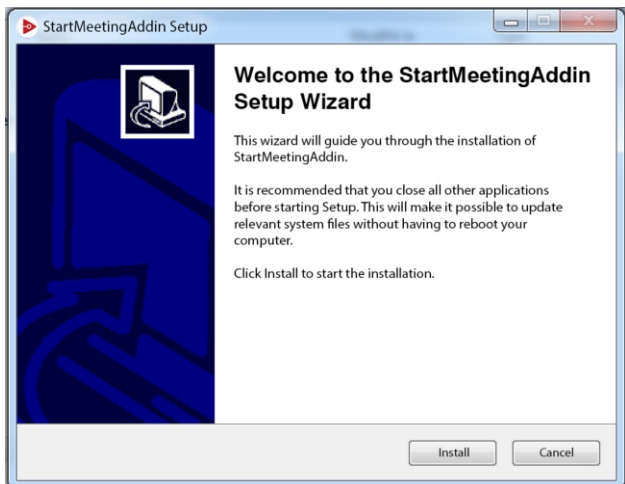 StartMeetingAddin Setup
Welcome to the StartMeetingAddin
Setup Wizard
This wizard will guide you through the installation of
StartMeetingAddin.
It is recommended that you close all other applications
before starting Setup. This will make it possible to update
relevant system files without having to reboot your
computer.
Click Install to start the installation.
Install
Cancel